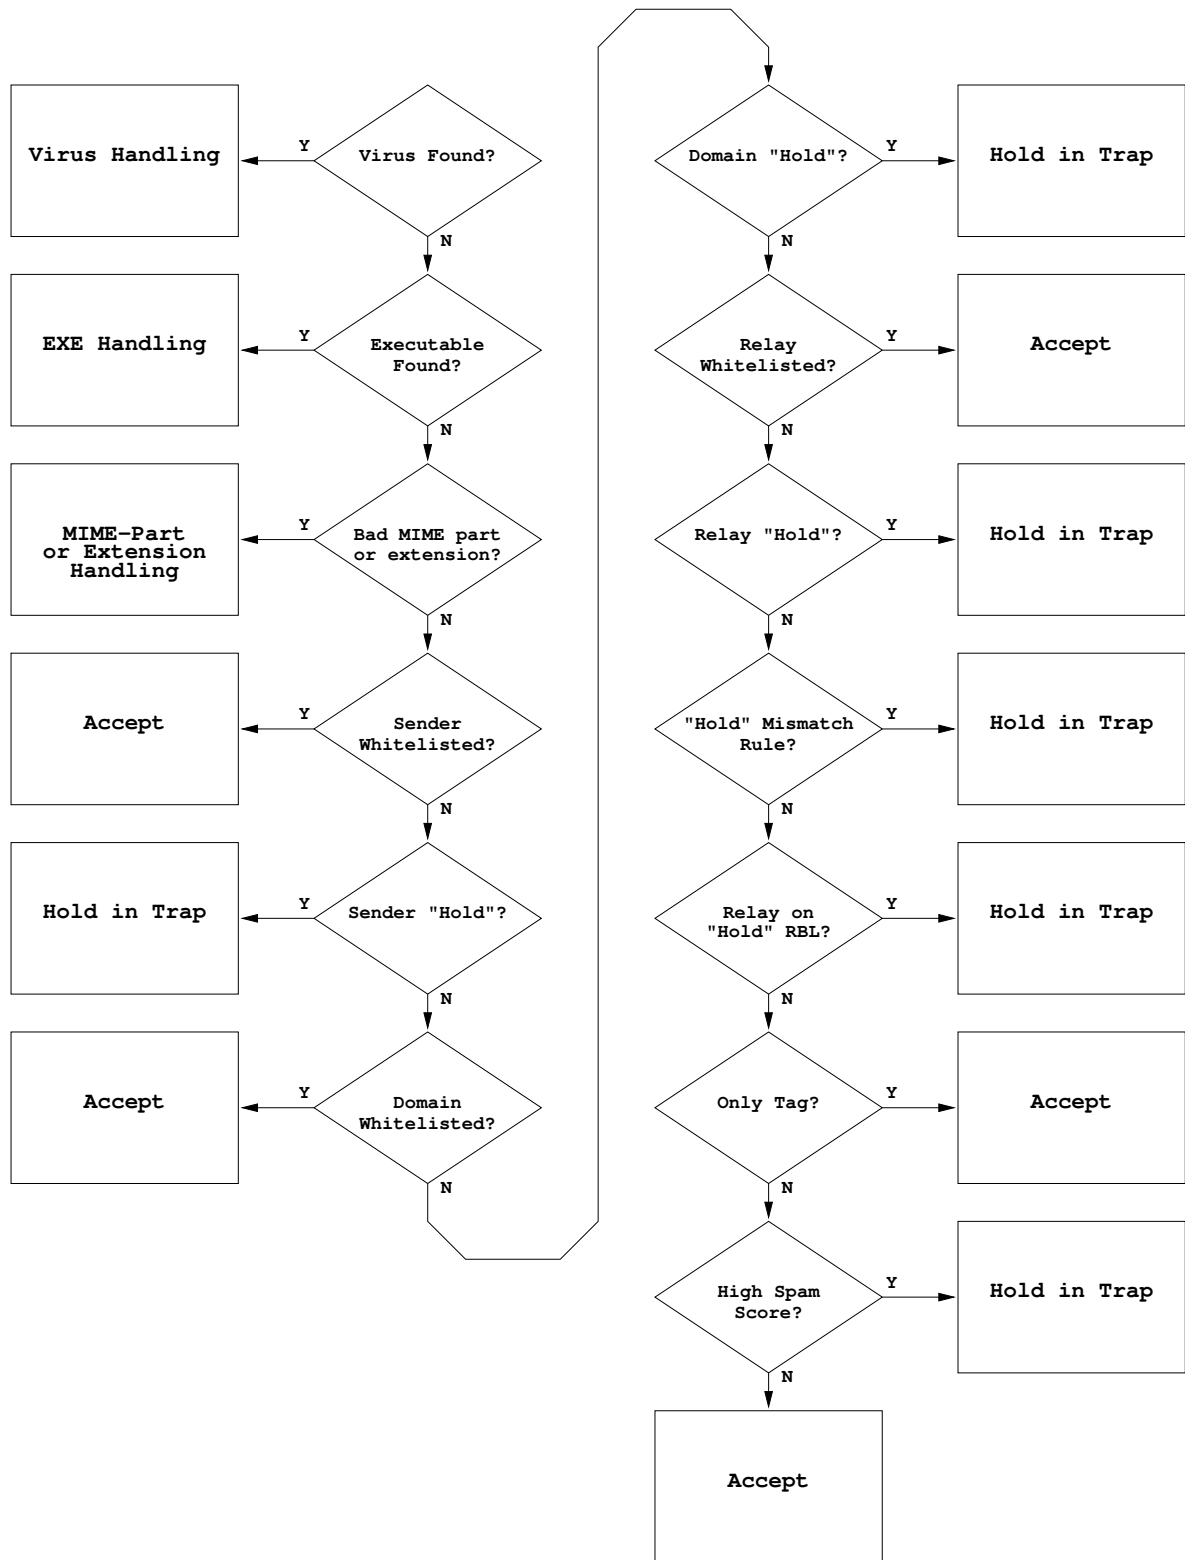 Virus Handling
Y
Virus Found?
N
EXE Handling
Y
Executable
Found?
N
MIME-Part
or Extension
Handling
Y
Bad MIME part
or extension?
N
Accept
Y
Sender
Whitelisted?
N
Hold in Trap
Y
Sender "Hold"?
N
Accept
Y
Domain
Whitelisted?
N
Domain "Hold"?
Y
Hold in Trap
N
Relay
Whitelisted?
Y
Accept
N
Relay "Hold"?
Y
Hold in Trap
N
"Hold" Mismatch
Rule?
Y
Hold in Trap
N
Relay on
"Hold" RBL?
Y
Hold in Trap
N
Only Tag?
Y
Accept
N
High Spam
Score?
Y
Hold in Trap
N
Accept